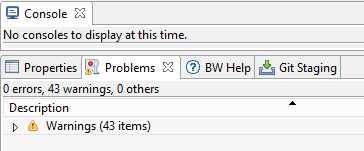 Console
No consoles to display at this time.
Properties Problems BW Help Git Staging
0 errors, 43 warnings, 0 others
Description
Warnings (43 items)